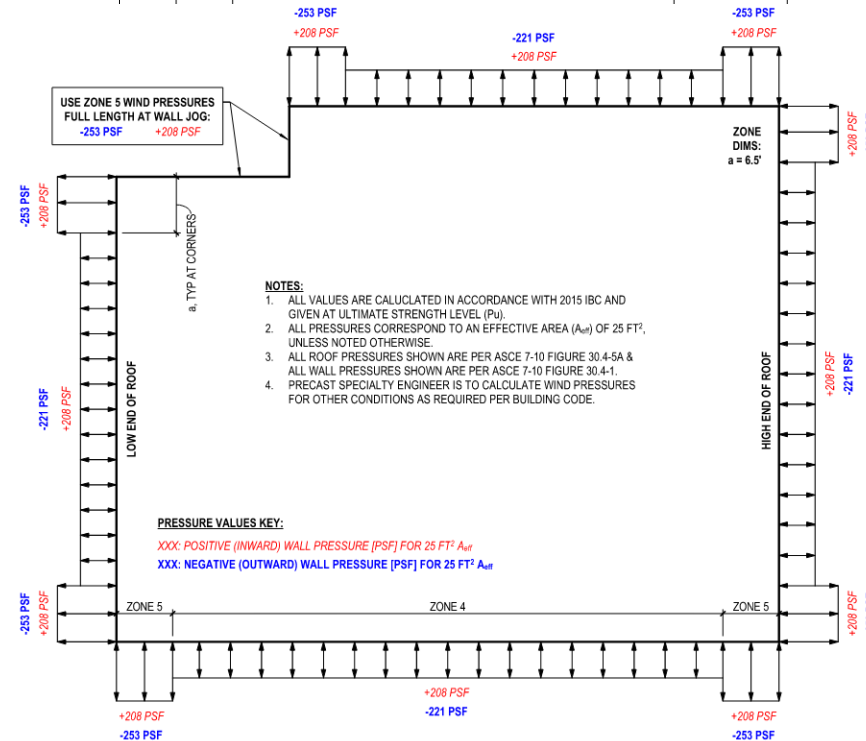 -253 PSF
+208 PSF
-221 PSF
+208 PSF
-253 PSF
+208 PSF
USE ZONE 5 WIND PRESSURES
FULL LENGTH AT WALL JOG:
-253 PSF +208 PSF
ZONE
DIMS:
a = 6.5'
+208 PSF
-253 PSF
+208 PSF
a, TYP AT CORNERS
NOTES:
1. ALL VALUES ARE CALUCLATED IN ACCORDANCE WITH 2015 IBC AND
GIVEN AT ULTIMATE STRENGTH LEVEL (Pu).
2. ALL PRESSURES CORRESPOND TO AN EFFECTIVE AREA (Aeff) OF 25 FT²,
UNLESS NOTED OTHERWISE.
3. ALL ROOF PRESSURES SHOWN ARE PER ASCE 7-10 FIGURE 30.4-5A &
ALL WALL PRESSURES SHOWN ARE PER ASCE 7-10 FIGURE 30.4-1.
4. PRECAST SPECIALTY ENGINEER IS TO CALCULATE WIND PRESSURES
FOR OTHER CONDITIONS AS REQUIRED PER BUILDING CODE.
-221 PSF
+208 PSF
LOW END OF ROOF
HIGH END OF ROOF
+208 PSF
-221 PSF
PRESSURE VALUES KEY:
XXX: POSITIVE (INWARD) WALL PRESSURE [PSF] FOR 25 FT² Aeff
XXX: NEGATIVE (OUTWARD) WALL PRESSURE [PSF] FOR 25 FT² Aeff
-253 PSF
+208 PSF
ZONE 5
ZONE 4
ZONE 5
+208 PSF
+208 PSF
-253 PSF
+208 PSF
-221 PSF
+208 PSF
-253 PSF